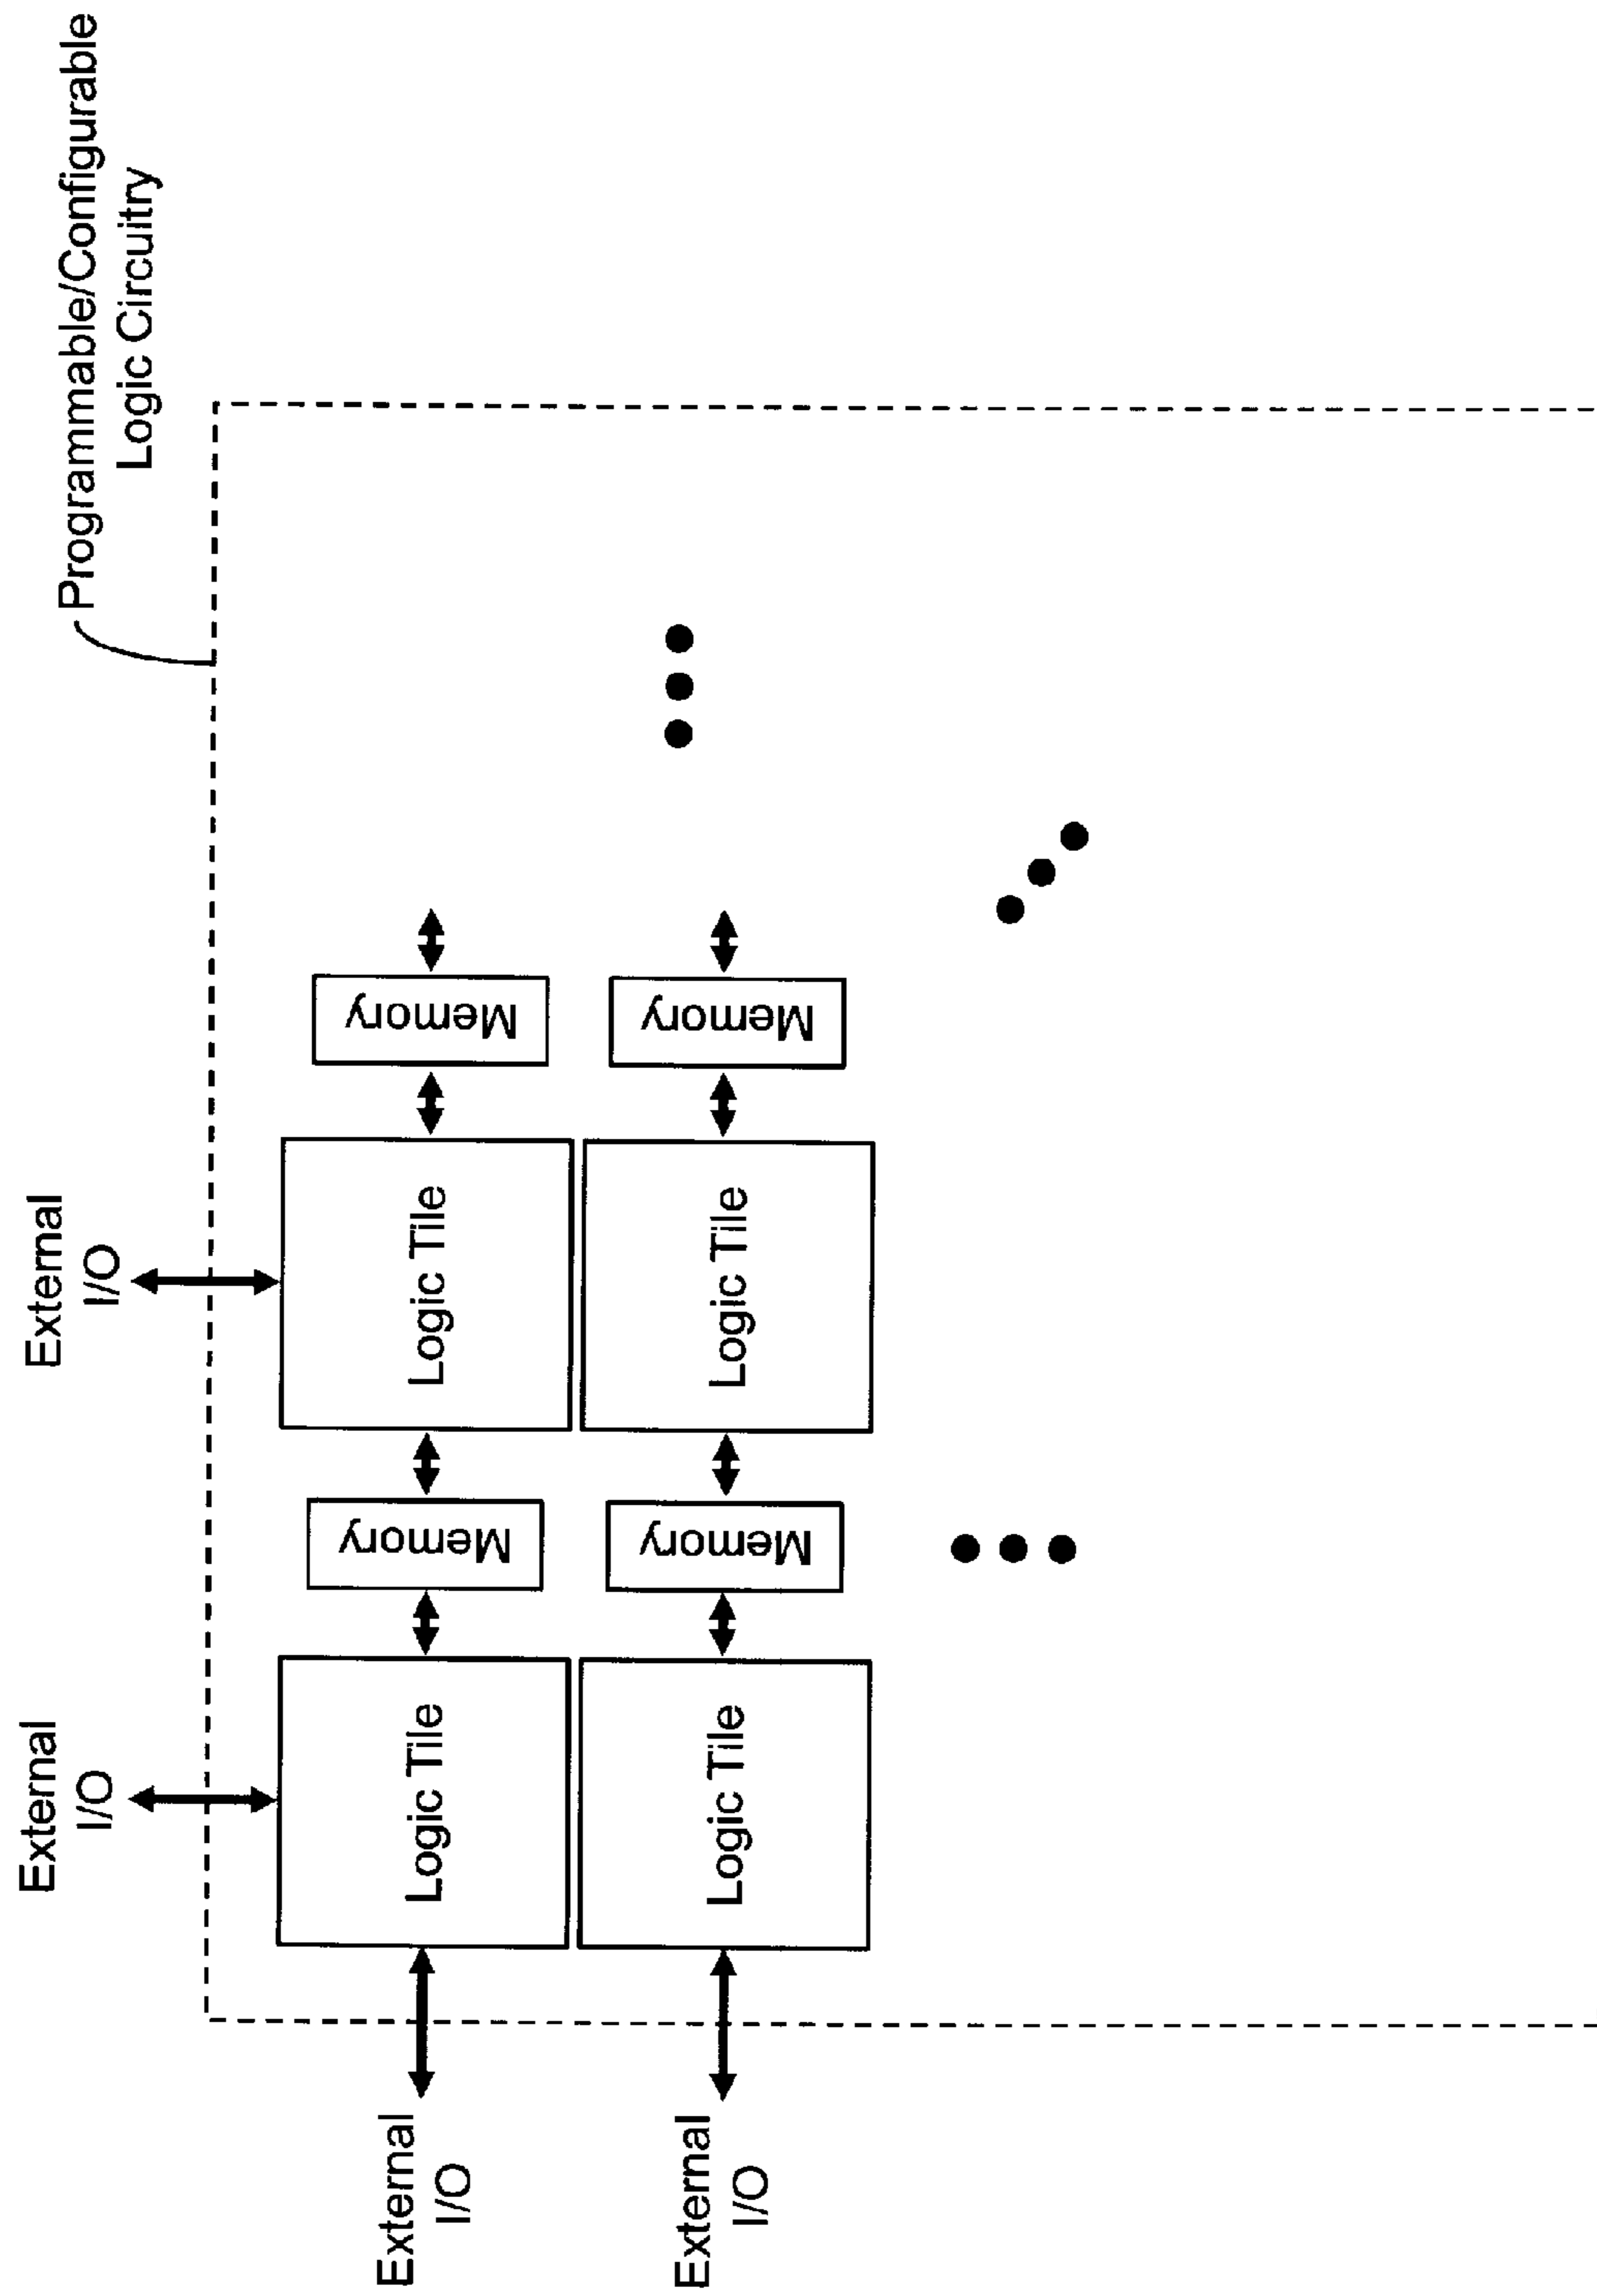 External
I/O
External
I/O
Programmable/Configurable
Logic Circuitry
External
I/O
Logic Tile
Memory
Logic Tile
Memory
External
I/O
Logic Tile
Memory
Logic Tile
Memory